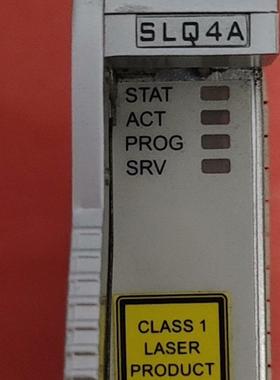 SLQ4A
STAT
ACT
PROG
SRV
CLASS 1
LASER
PRODUCT